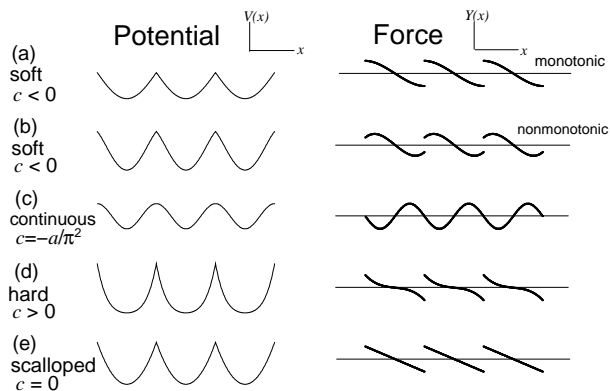 Potential
V(x)
x
Force
Y(x)
x
(a)
soft
c < 0
monotonic
(b)
soft
c < 0
nonmonotonic
(c)
continuous
c=−a/π²
(d)
hard
c > 0
(e)
scalloped
c = 0